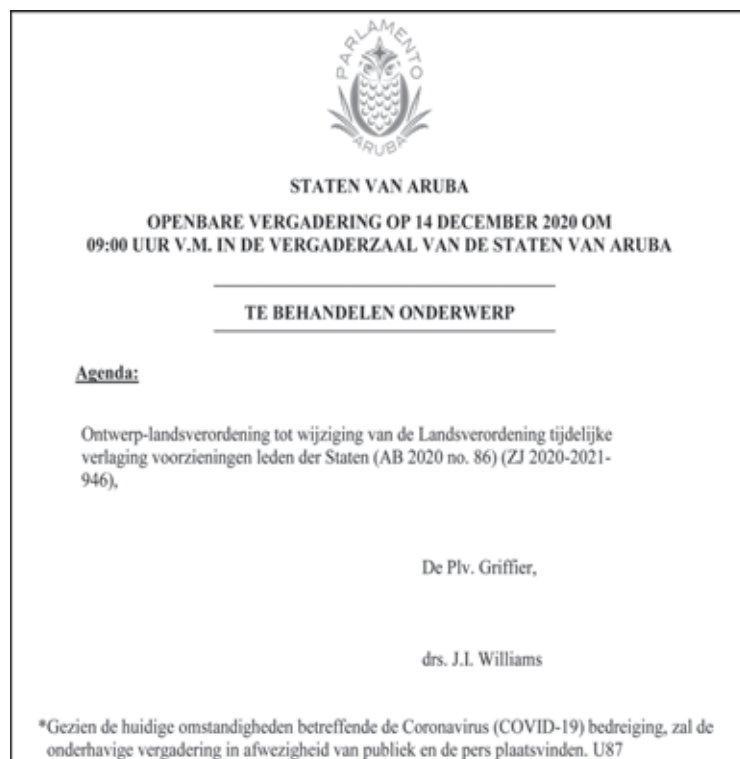 PARLAMENTO
ARUBA
STATEN VAN ARUBA
OPENBARE VERGADERING OP 14 DECEMBER 2020 OM
09:00 UUR V.M. IN DE VERGADERZAAL VAN DE STATEN VAN ARUBA
TE BEHANDELEN ONDERWERP
Agenda:
Ontwerp-landsverordening tot wijziging van de Landsverordening tijdelijke
verlaging voorzieningen leden der Staten (AB 2020 no. 86) (ZJ 2020-2021-
946),
De Plv. Griffier,
drs. J.I. Williams
*Gezien de huidige omstandigheden betreffende de Coronavirus (COVID-19) bedreiging, zal de
onderhavige vergadering in afwezigheid van publiek en de pers plaatsvinden. U87